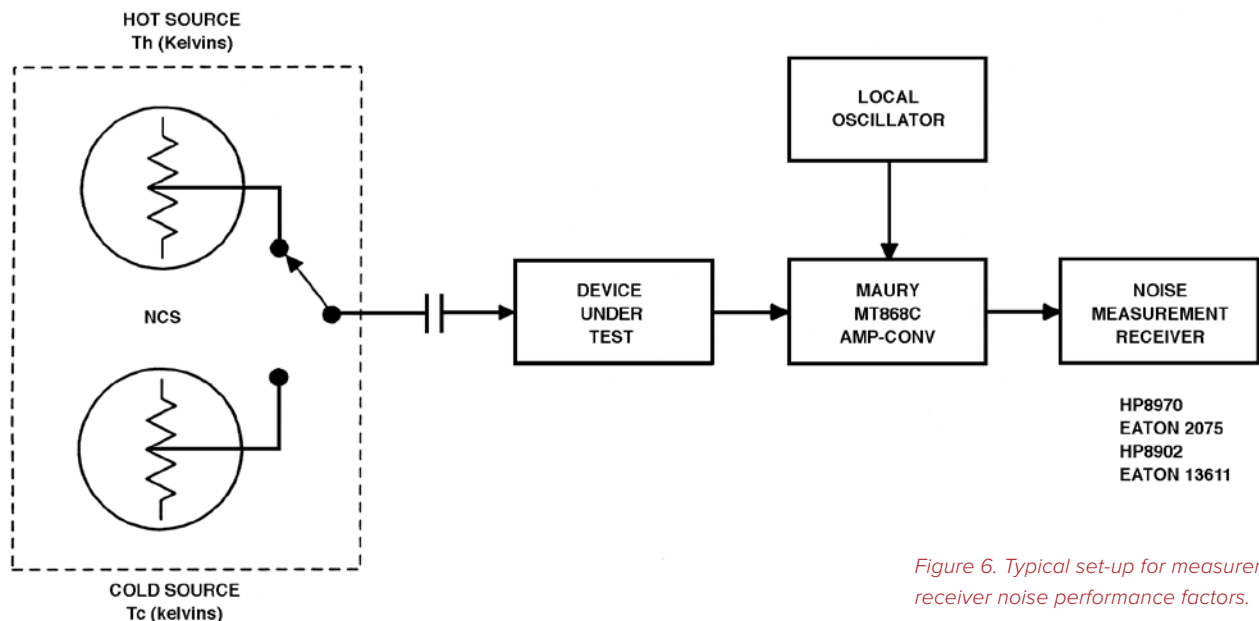 HOT SOURCE
Th (Kelvins)
NCS
COLD SOURCE
Tc (kelvins)
DEVICE
UNDER
TEST
LOCAL
OSCILLATOR
MAURY
MT868C
AMP-CONV
NOISE
MEASUREMENT
RECEIVER
HP8970
EATON 2075
HP8902
EATON 13611
Figure 6. Typical set-up for
receiver noise performance factors.